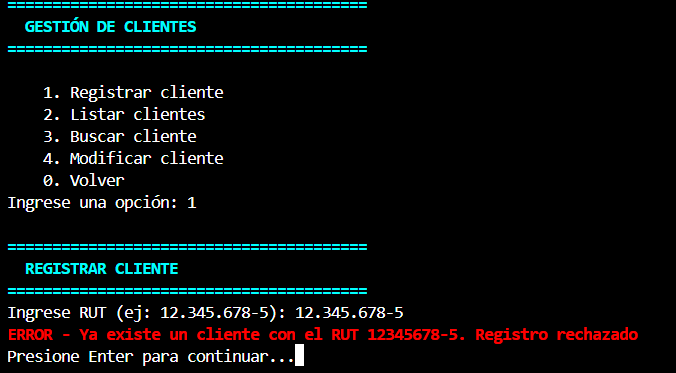 ========================================
GESTIÓN DE CLIENTES
========================================
1. Registrar cliente
2. Listar clientes
3. Buscar cliente
4. Modificar cliente
0. Volver
Ingrese una opción: 1
========================================
REGISTRAR CLIENTE
========================================
Ingrese RUT (ej: 12.345.678-5): 12.345.678-5
ERROR - Ya existe un cliente con el RUT 12345678-5. Registro rechazado
Presione Enter para continuar...